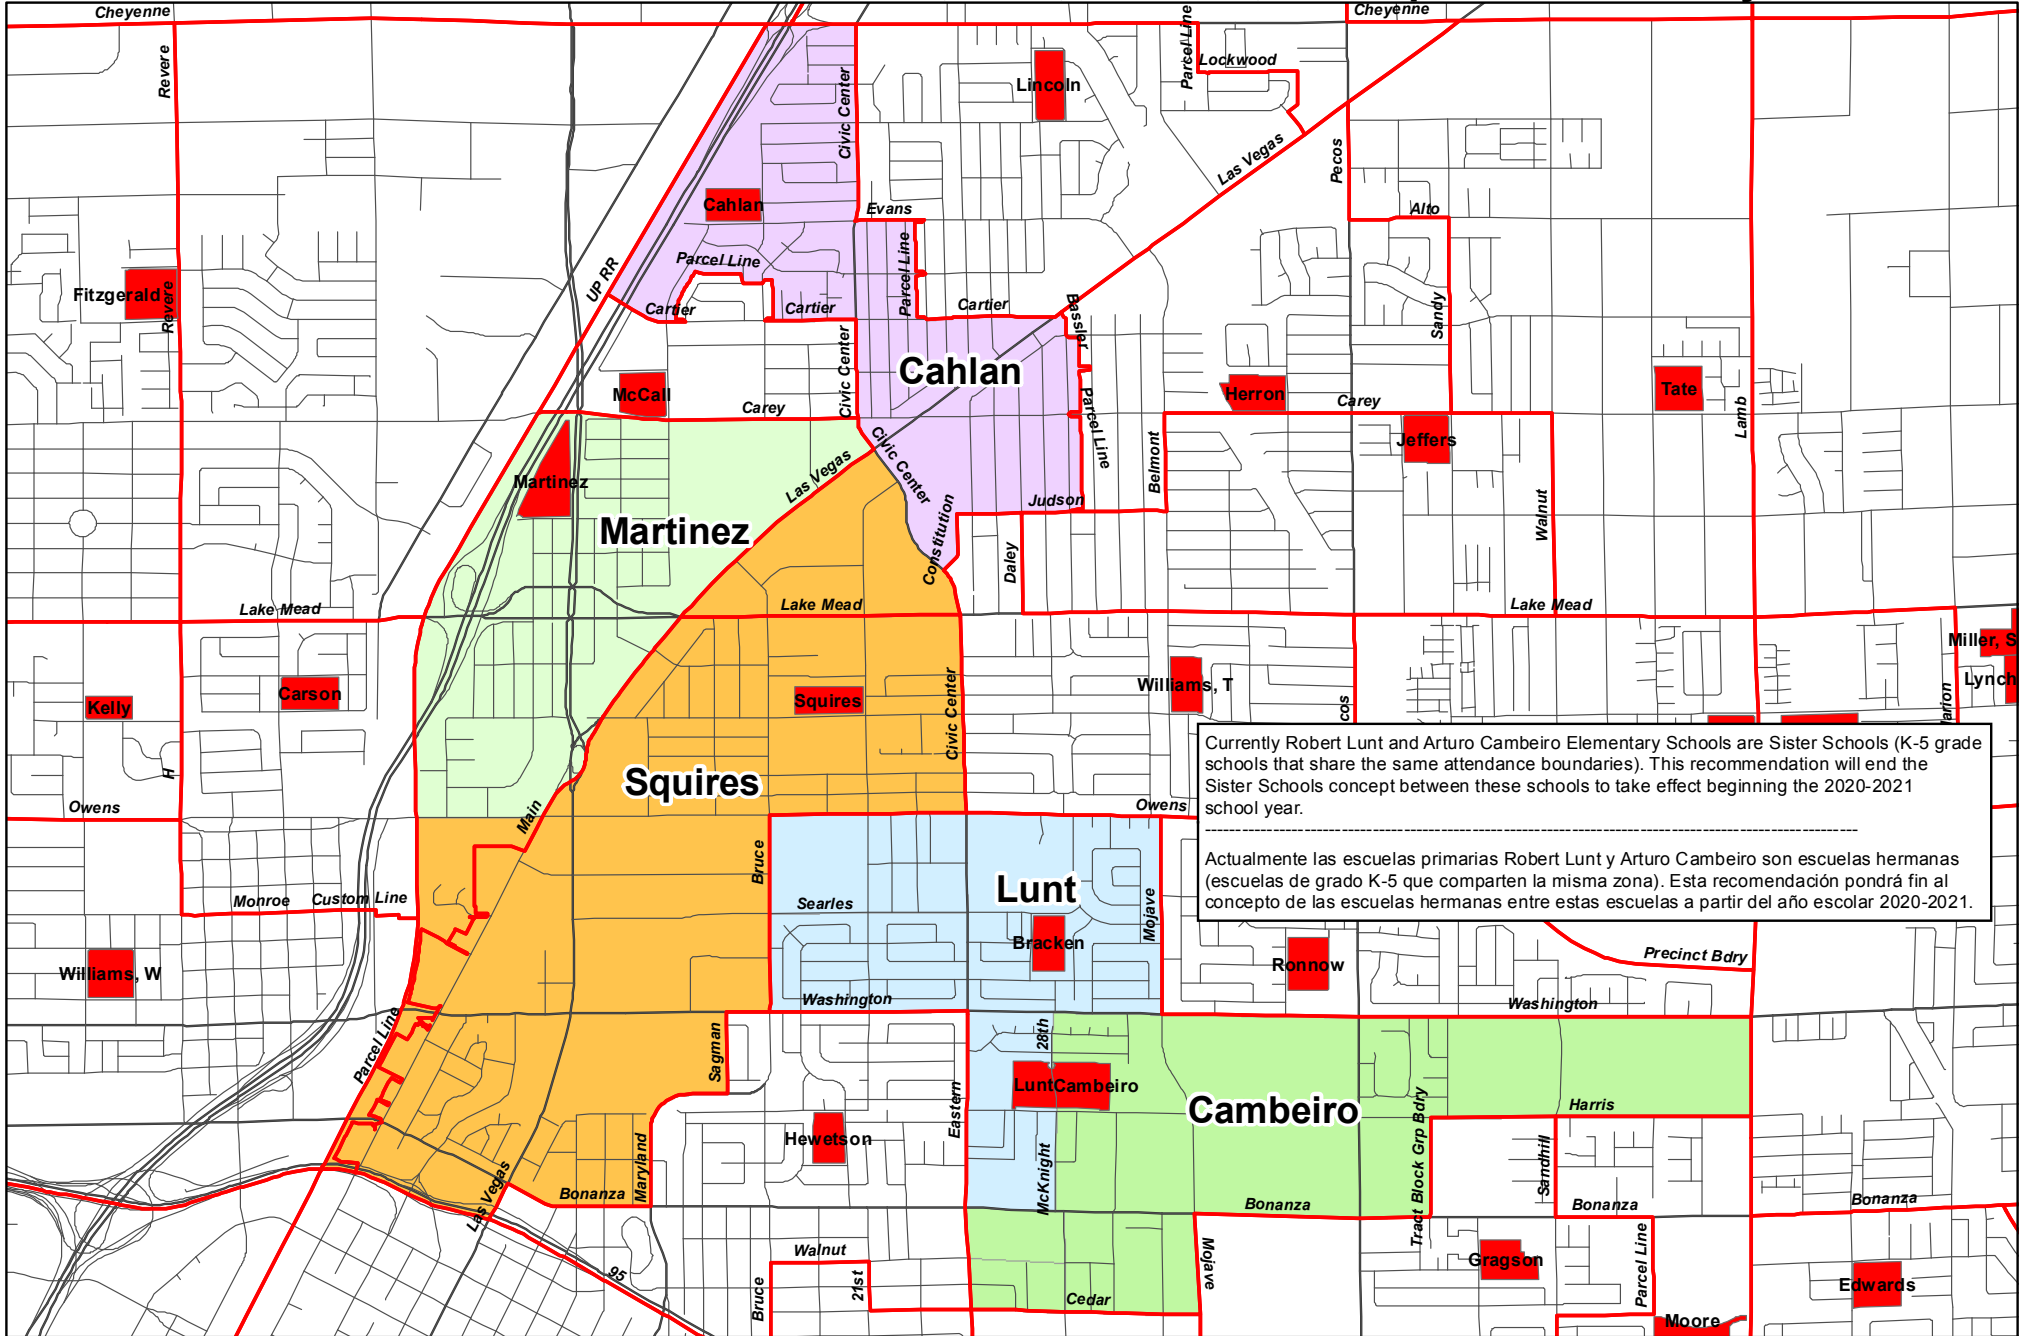 Cheyenne
Cheyenne
Revere
Civic Center
Parcel Line
Lockwood
Lincoln
Las Vegas
Pecos
Cahlan
Evans
Alto
Parcel Line
Parcel Line
UP RR
Fitzgerald
Revere
Cartier
Cartier
Cartier
Bassler
Sandy
Civic Center
Cahlan
McCall
Carey
Herron
Carey
Tate
Lamb
Parcel Line
Belmont
Jeffers
Civic Center
Las Vegas
Martinez
Martinez
Judson
Walnut
Constitution
Daley
Lake Mead
Lake Mead
Lake Mead
Miller, S
Lynch
Kelly
Carson
Squires
Williams, T
Civic Center
cos
arion
H
Squires
Owens
Main
Owens
Currently Robert Lunt and Arturo Cambeiro Elementary Schools are Sister Schools (K-5 grade
schools that share the same attendance boundaries). This recommendation will end the
Sister Schools concept between these schools to take effect beginning the 2020-2021
school year.
Actualmente las escuelas primarias Robert Lunt y Arturo Cambeiro son escuelas hermanas
(escuelas de grado K-5 que comparten la misma zona). Esta recomendación pondrá fin al
concepto de las escuelas hermanas entre estas escuelas a partir del año escolar 2020-2021.
Bruce
Lunt
Monroe
Custom Line
Searles
Mojave
Bracken
Williams, W
Ronnow
Precinct Bdry
Washington
Washington
Parcel Line
Sagman
28th
Lunt
Cambeiro
Eastern
Cambeiro
Tract Block Grp Bdry
Harris
Hewetson
Maryland
McKnight
Sandhill
Las Vegas
Bonanza
Bonanza
Bonanza
Bonanza
Walnut
Mojave
Gragson
Parcel Line
95
Bruce
21st
Cedar
Edwards
Moore